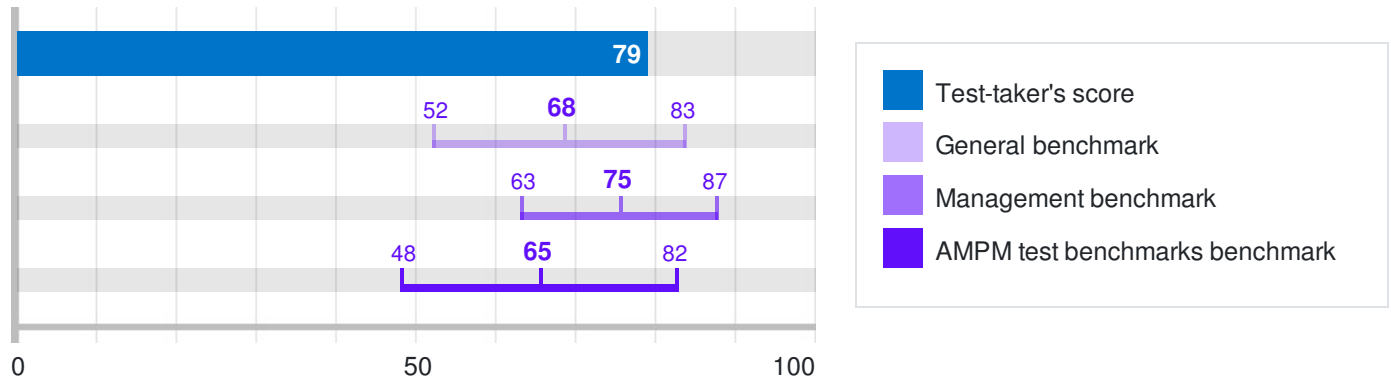 79
52 68 83
63 75 87
48 65 82
0 50 100
Test-taker's score
General benchmark
Management benchmark
AMPM test benchmarks benchmark